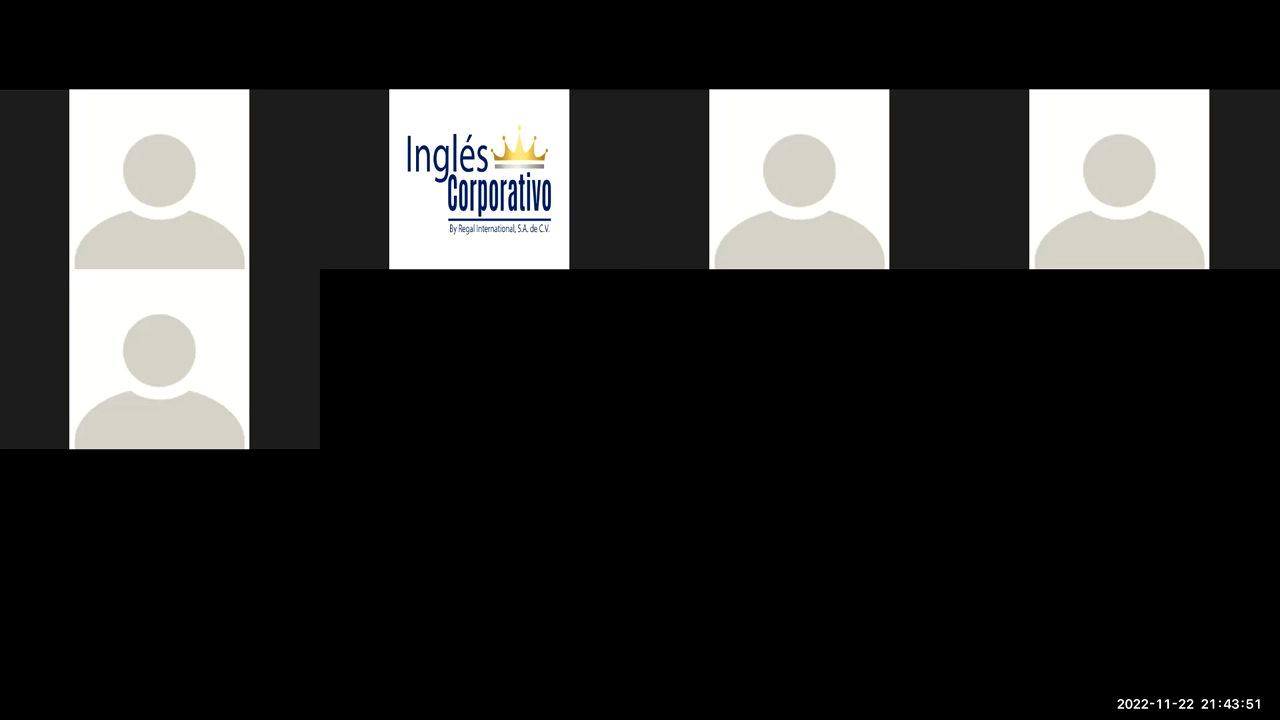 Inglés
Corporativo
By Regal International, S.A. de C.V.
2022-11-22 21:43:51